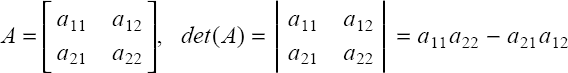 A = [ a₁₁ a₁₂ ; a₂₁ a₂₂ ], det(A) = | a₁₁ a₁₂ ; a₂₁ a₂₂ | = a₁₁a₂₂ − a₂₁a₁₂